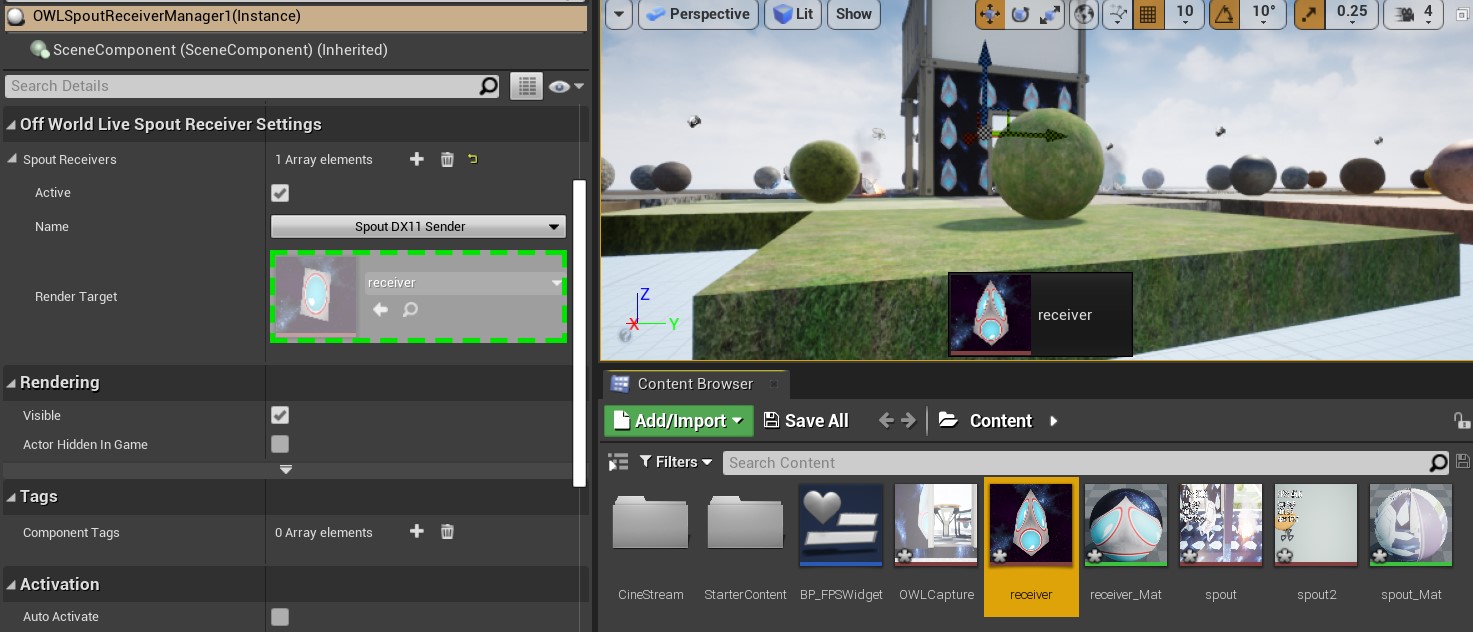 OWLSpoutReceiverManager1(Instance)
SceneComponent (SceneComponent) (Inherited)
Search Details
Off World Live Spout Receiver Settings
Spout Receivers
1 Array elements
Active
Name
Spout DX11 Sender
Render Target
receiver
Rendering
Visible
Actor Hidden In Game
Tags
Component Tags
0 Array elements
Activation
Auto Activate
Perspective
Lit
Show
10
10°
0.25
4
Z
X
Y
receiver
Content Browser
Add/Import
Save All
Content
Filters
Search Content
CineStream
StarterContent
BP_FPSWidget
OWLCapture
receiver
receiver_Mat
spout
spout2
spout_Mat